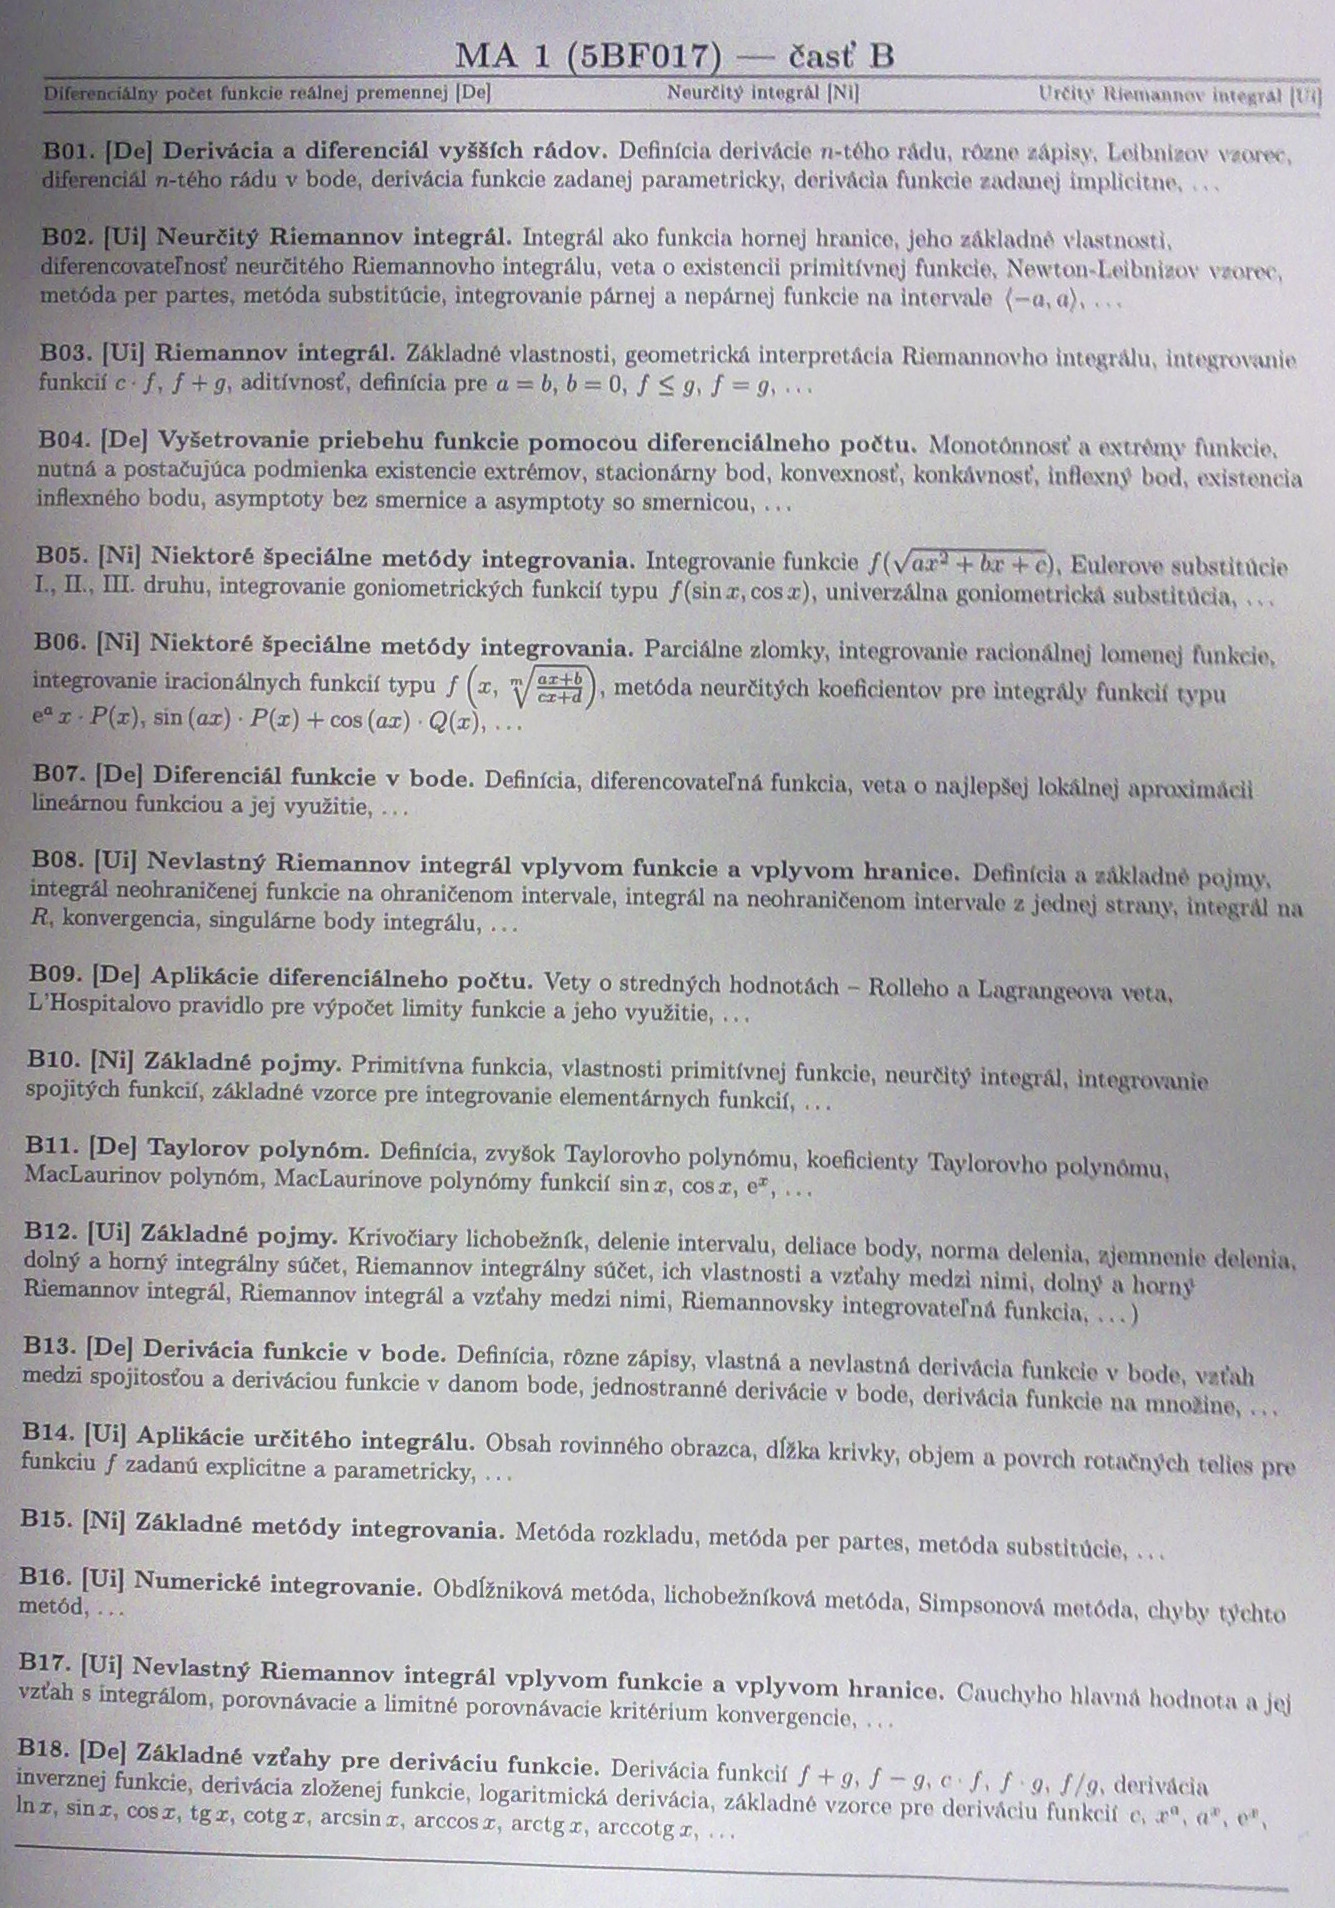 MA 1 (5BF017) — časť B
Diferenciálny počet funkcie reálnej premennej [De] Neurčitý integrál [Ni] Určitý Riemannov integrál [Ui]
B01. [De] Derivácia a diferenciál vyšších rádov. Definícia derivácie n-tého rádu, rôzne zápisy, Leibnizov vzorec,
diferenciál n-tého rádu v bode, derivácia funkcie zadanej parametricky, derivácia funkcie zadanej implicitne, ...
B02. [Ui] Neurčitý Riemannov integrál. Integrál ako funkcia hornej hranice, jeho základné vlastnosti,
diferencovateľnosť neurčitého Riemannovho integrálu, veta o existencii primitívnej funkcie, Newton-Leibnizov vzorec,
metóda per partes, metóda substitúcie, integrovanie párnej a nepárnej funkcie na intervale ⟨−a, a⟩, ...
B03. [Ui] Riemannov integrál. Základné vlastnosti, geometrická interpretácia Riemannovho integrálu, integrovanie
funkcií c · f, f + g, aditívnosť, definícia pre a = b, b = 0, f ≤ g, f = g, ...
B04. [De] Vyšetrovanie priebehu funkcie pomocou diferenciálneho počtu. Monotónnosť a extrémy funkcie,
nutná a postačujúca podmienka existencie extrémov, stacionárny bod, konvexnosť, konkávnosť, inflexný bod, existencia
inflexného bodu, asymptoty bez smernice a asymptoty so smernicou, ...
B05. [Ni] Niektoré špeciálne metódy integrovania. Integrovanie funkcie f(√(ax² + bx + c)), Eulerove substitúcie
I., II., III. druhu, integrovanie goniometrických funkcií typu f(sin x, cos x), univerzálna goniometrická substitúcia, ...
B06. [Ni] Niektoré špeciálne metódy integrovania. Parciálne zlomky, integrovanie racionálnej lomenej funkcie,
integrovanie iracionálnych funkcií typu f (x, ᵐ√((ax+b)/(cx+d))), metóda neurčitých koeficientov pre integrály funkcií typu
eᵃ x · P(x), sin (ax) · P(x) + cos (ax) · Q(x), ...
B07. [De] Diferenciál funkcie v bode. Definícia, diferencovateľná funkcia, veta o najlepšej lokálnej aproximácii
lineárnou funkciou a jej využitie, ...
B08. [Ui] Nevlastný Riemannov integrál vplyvom funkcie a vplyvom hranice. Definícia a základné pojmy,
integrál neohraničenej funkcie na ohraničenom intervale, integrál na neohraničenom intervale z jednej strany, integrál na
R, konvergencia, singulárne body integrálu, ...
B09. [De] Aplikácie diferenciálneho počtu. Vety o stredných hodnotách – Rolleho a Lagrangeova veta,
L'Hospitalovo pravidlo pre výpočet limity funkcie a jeho využitie, ...
B10. [Ni] Základné pojmy. Primitívna funkcia, vlastnosti primitívnej funkcie, neurčitý integrál, integrovanie
spojitých funkcií, základné vzorce pre integrovanie elementárnych funkcií, ...
B11. [De] Taylorov polynóm. Definícia, zvyšok Taylorovho polynómu, koeficienty Taylorovho polynómu,
MacLaurinov polynóm, MacLaurinove polynómy funkcií sin x, cos x, eˣ, ...
B12. [Ui] Základné pojmy. Krivočiary lichobežník, delenie intervalu, deliace body, norma delenia, zjemnenie delenia,
dolný a horný integrálny súčet, Riemannov integrálny súčet, ich vlastnosti a vzťahy medzi nimi, dolný a horný
Riemannov integrál, Riemannov integrál a vzťahy medzi nimi, Riemannovsky integrovateľná funkcia, ...)
B13. [De] Derivácia funkcie v bode. Definícia, rôzne zápisy, vlastná a nevlastná derivácia funkcie v bode, vzťah
medzi spojitosťou a deriváciou funkcie v danom bode, jednostranné derivácie v bode, derivácia funkcie na množine, ...
B14. [Ui] Aplikácie určitého integrálu. Obsah rovinného obrazca, dĺžka krivky, objem a povrch rotačných telies pre
funkciu f zadanú explicitne a parametricky, ...
B15. [Ni] Základné metódy integrovania. Metóda rozkladu, metóda per partes, metóda substitúcie, ...
B16. [Ui] Numerické integrovanie. Obdĺžniková metóda, lichobežníková metóda, Simpsonová metóda, chyby týchto
metód, ...
B17. [Ui] Nevlastný Riemannov integrál vplyvom funkcie a vplyvom hranice. Cauchyho hlavná hodnota a jej
vzťah s integrálom, porovnávacie a limitné porovnávacie kritérium konvergencie, ...
B18. [De] Základné vzťahy pre deriváciu funkcie. Derivácia funkcií f + g, f − g, c · f, f · g, f/g, derivácia
inverznej funkcie, derivácia zloženej funkcie, logaritmická derivácia, základné vzorce pre deriváciu funkcií c, xᵃ, aˣ, eˣ,
ln x, sin x, cos x, tg x, cotg x, arcsin x, arccos x, arctg x, arccotg x, ...